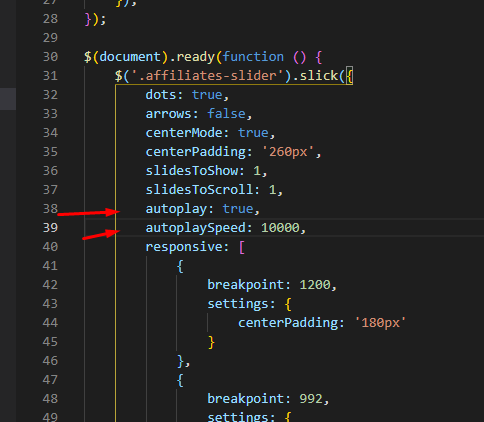 27 });
28 });
29
30 $(document).ready(function () {
31 $('.affiliates-slider').slick({
32 dots: true,
33 arrows: false,
34 centerMode: true,
35 centerPadding: '260px',
36 slidesToShow: 1,
37 slidesToScroll: 1,
38 autoplay: true,
39 autoplaySpeed: 10000,
40 responsive: [
41 {
42 breakpoint: 1200,
43 settings: {
44 centerPadding: '180px'
45 }
46 },
47 {
48 breakpoint: 992,
49 settings: {